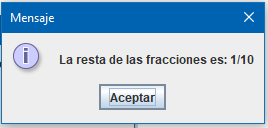 Mensaje
La resta de las fracciones es: 1/10
Aceptar